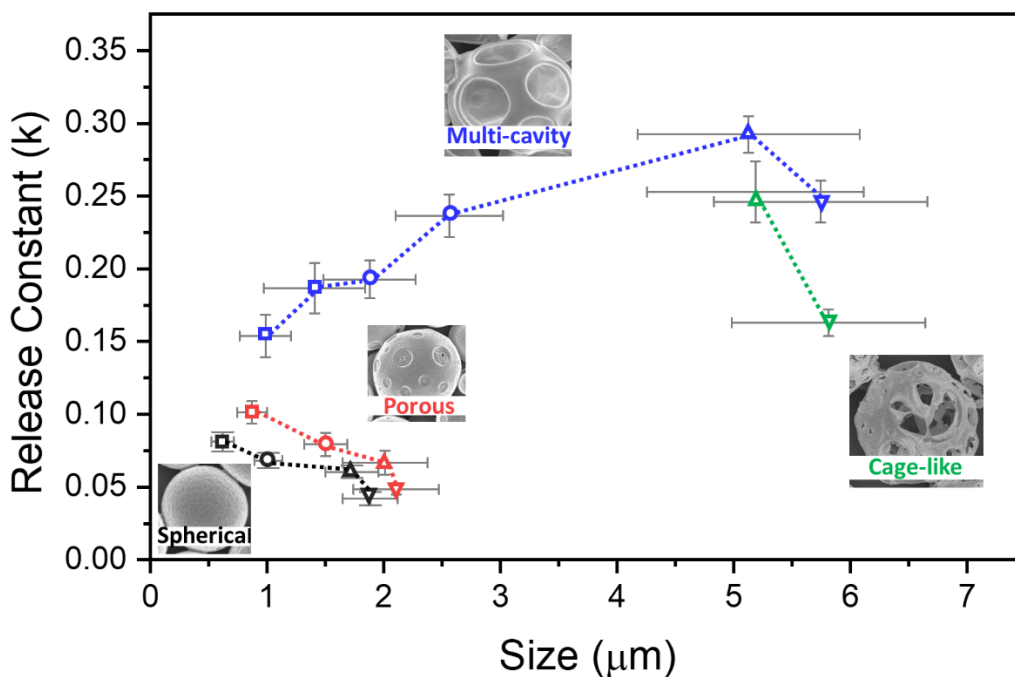 Release Constant (k)
0.35
0.30
0.25
0.20
0.15
0.10
0.05
0.00
Multi-cavity
Porous
Cage-like
Spherical
0 1 2 3 4 5 6 7
Size (μm)